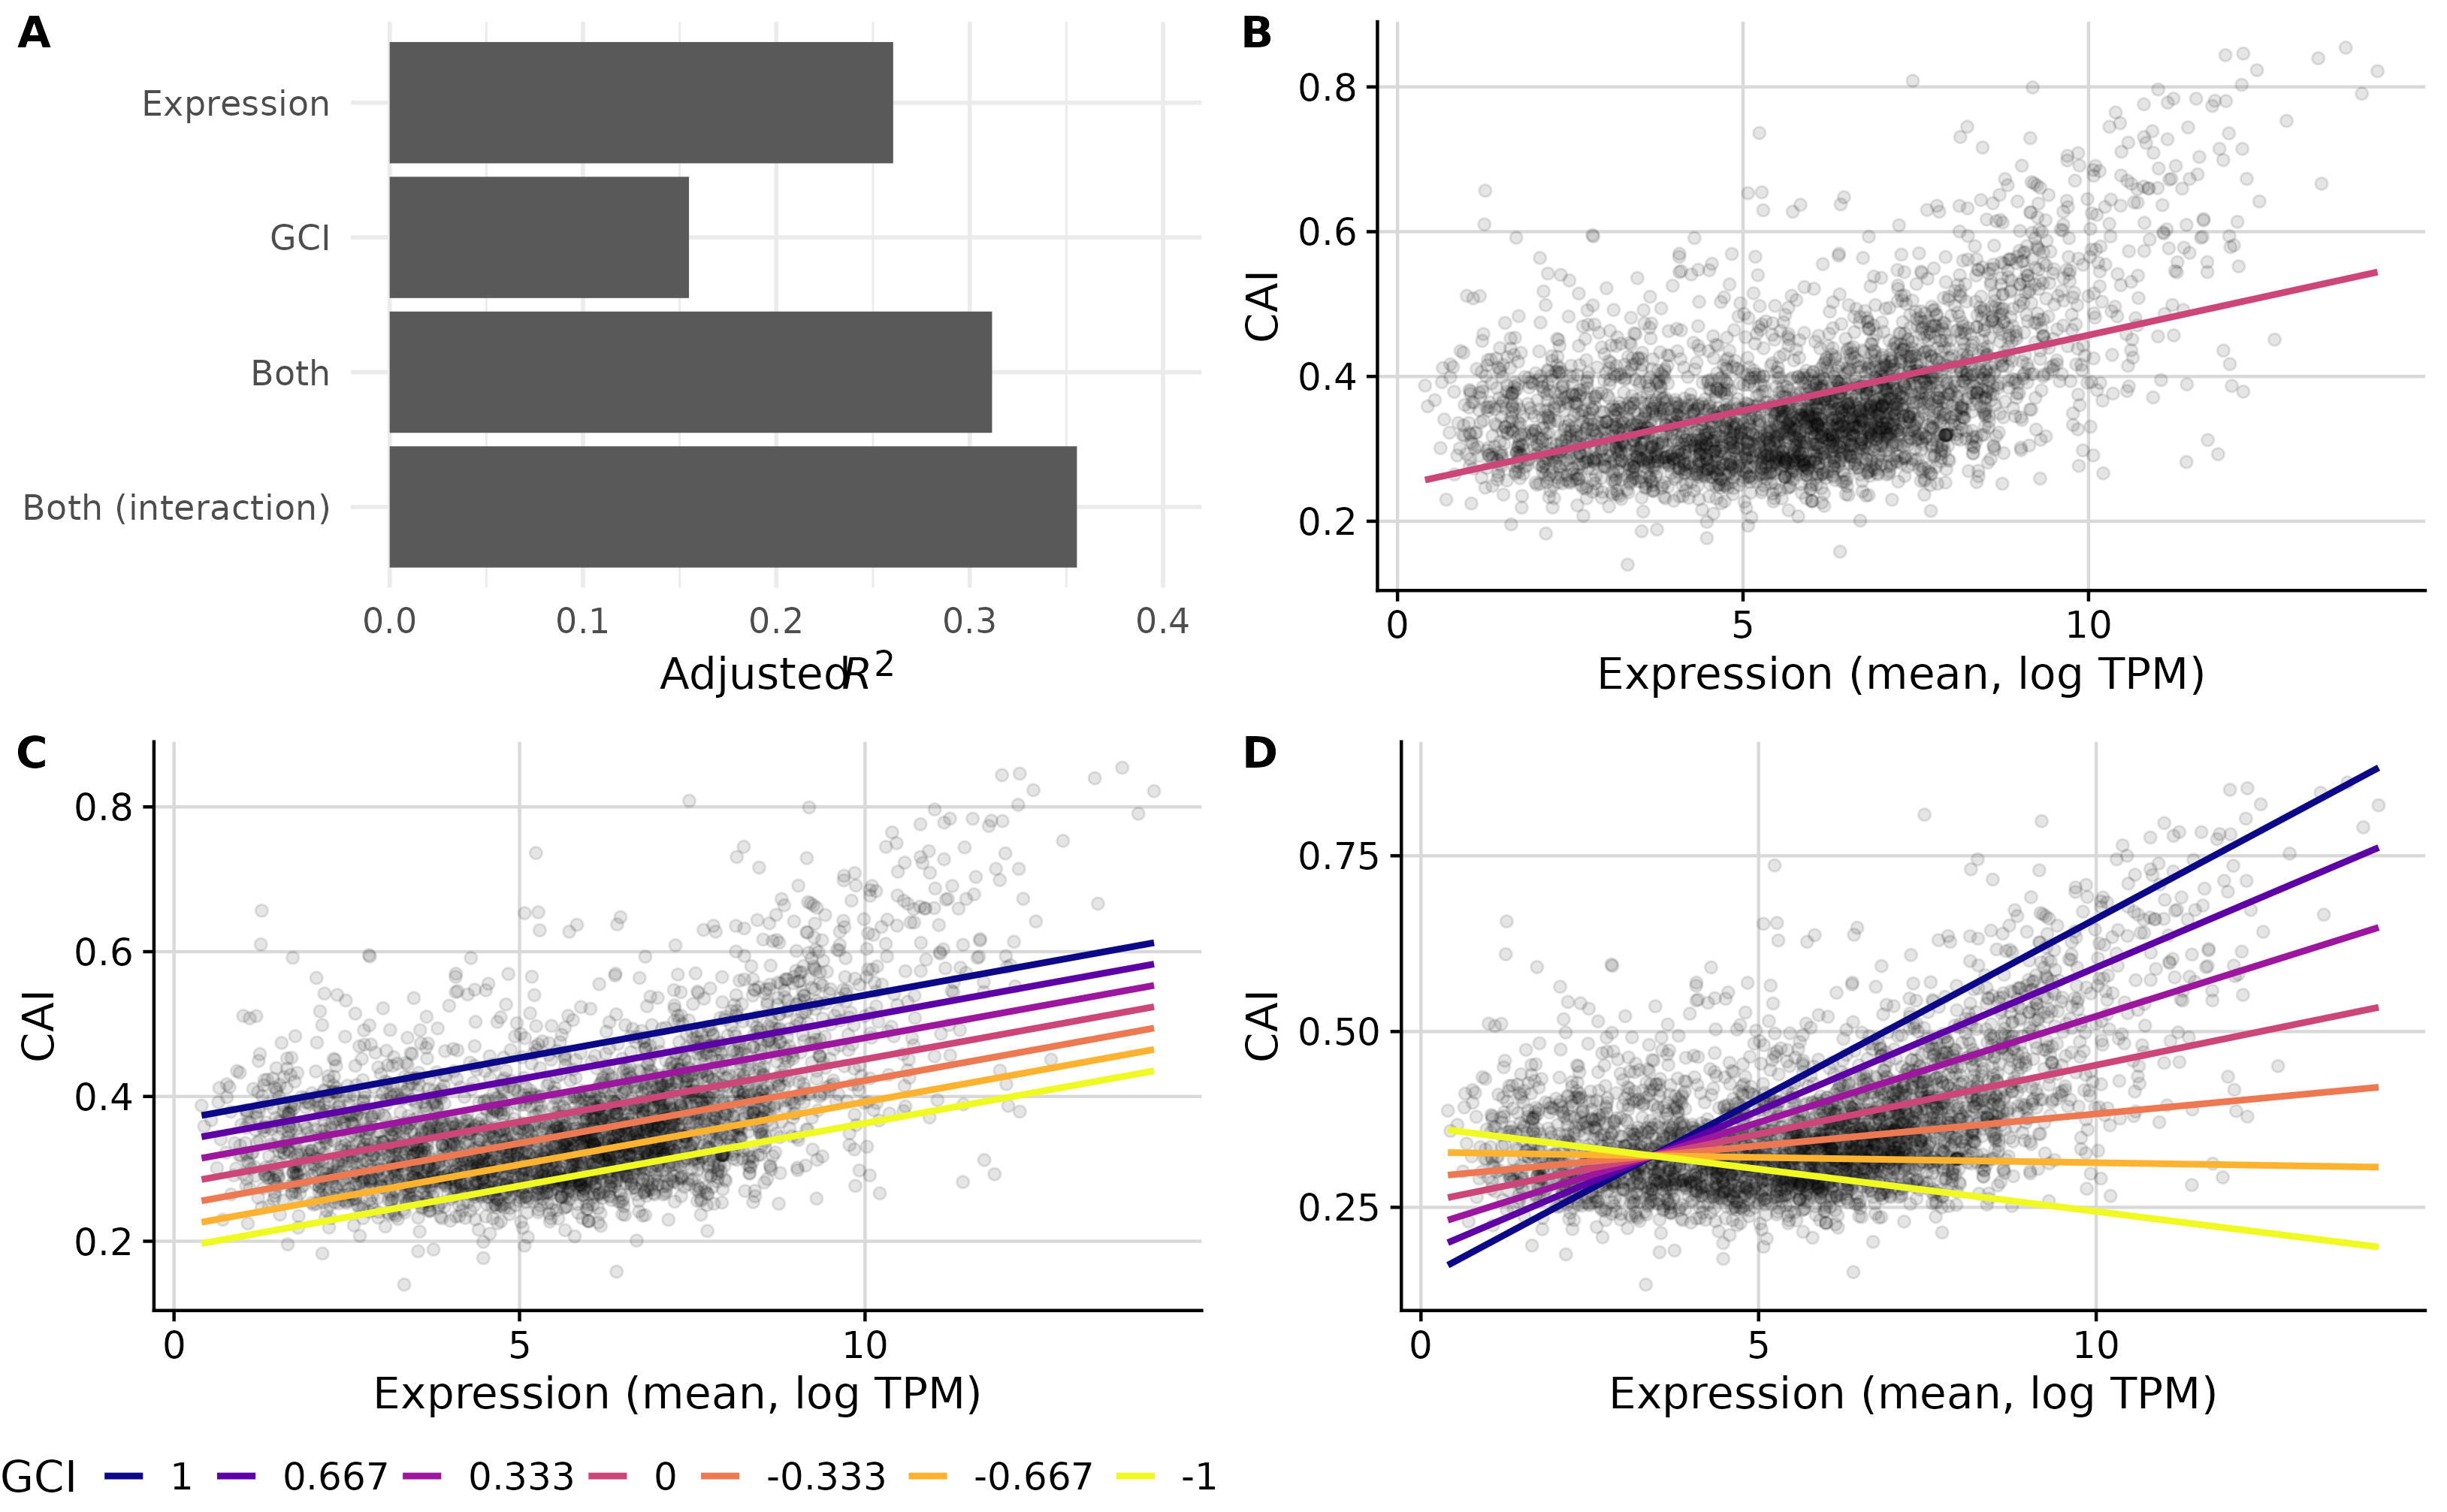 A
Expression
GCI
Both
Both (interaction)
0.0 0.1 0.2 0.3 0.4
Adjusted R²
B
0.8
0.6
0.4
0.2
CAI
0 5 10
Expression (mean, log TPM)
C
0.8
0.6
0.4
0.2
CAI
0 5 10
Expression (mean, log TPM)
D
0.75
0.50
0.25
CAI
0 5 10
Expression (mean, log TPM)
GCI 1 0.667 0.333 0 -0.333 -0.667 -1